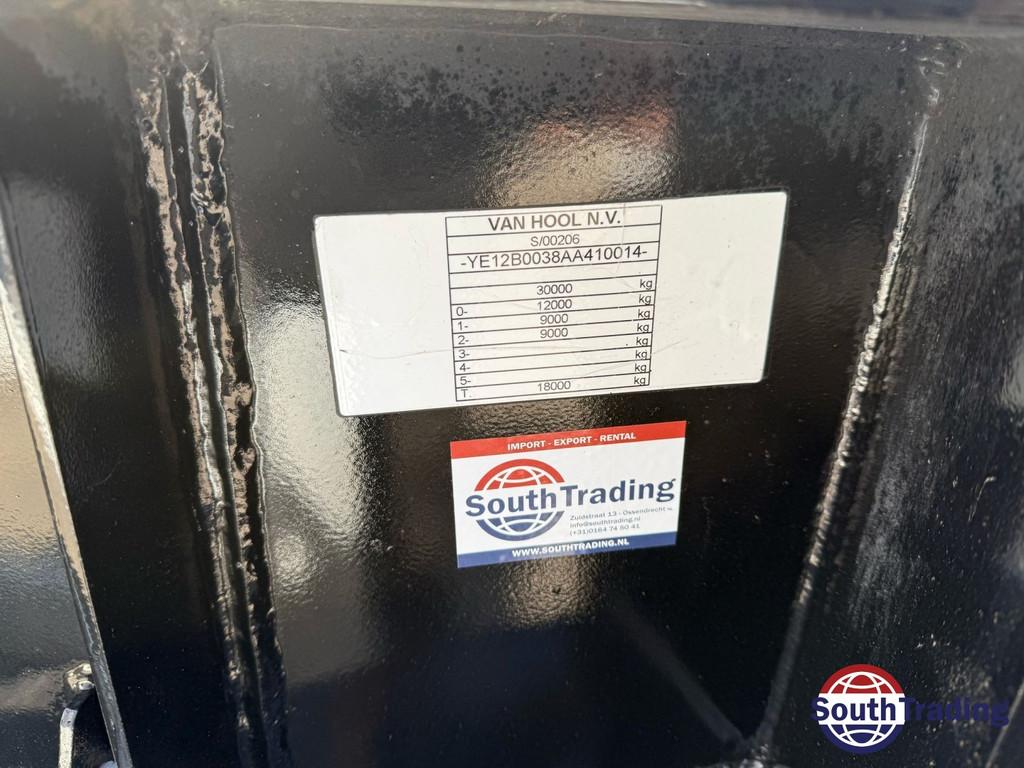 VAN HOOL N.V.
S/00206
-YE12B0038AA410014-
30000 kg
0- 12000 kg
1- 9000 kg
2- 9000 kg
3- kg
4- kg
5- kg
T. 18000 kg
IMPORT - EXPORT - RENTAL
SouthTrading
Zuidstraat 13 - Ossendrecht NL
info@southtrading.nl
(+31)0164 74 50 41
WWW.SOUTHTRADING.NL
SouthTrading